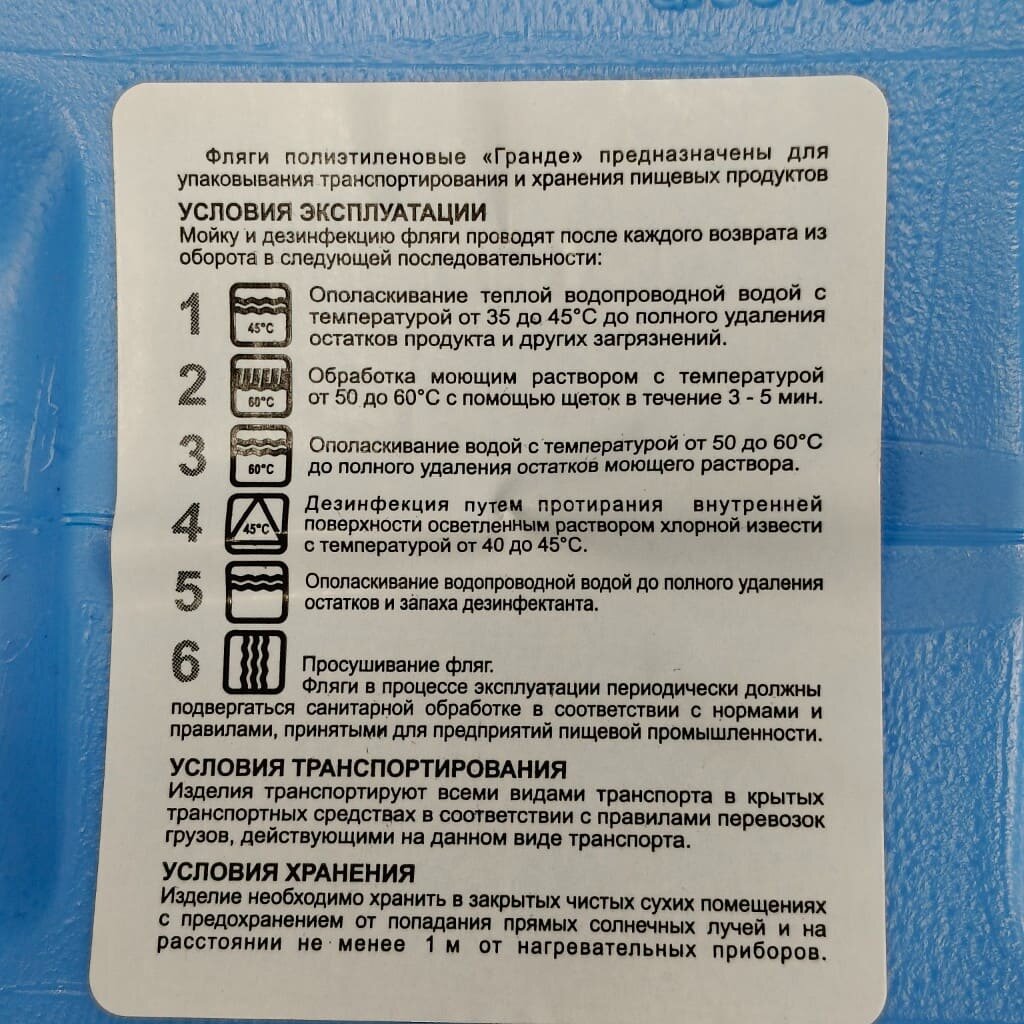 Фляги полиэтиленовые «Гранде» предназначены для
упаковывания транспортирования и хранения пищевых продуктов
УСЛОВИЯ ЭКСПЛУАТАЦИИ
Мойку и дезинфекцию фляги проводят после каждого возврата из
оборота в следующей последовательности:
1 45°C Ополаскивание теплой водопроводной водой с
температурой от 35 до 45°С до полного удаления
остатков продукта и других загрязнений.
2 60°C Обработка моющим раствором с температурой
от 50 до 60°С с помощью щеток в течение 3 - 5 мин.
3 60°C Ополаскивание водой с температурой от 50 до 60°С
до полного удаления остатков моющего раствора.
4 45°C Дезинфекция путем протирания внутренней
поверхности осветленным раствором хлорной извести
с температурой от 40 до 45°С.
5 Ополаскивание водопроводной водой до полного удаления
остатков и запаха дезинфектанта.
6 Просушивание фляг.
Фляги в процессе эксплуатации периодически должны
подвергаться санитарной обработке в соответствии с нормами и
правилами, принятыми для предприятий пищевой промышленности.
УСЛОВИЯ ТРАНСПОРТИРОВАНИЯ
Изделия транспортируют всеми видами транспорта в крытых
транспортных средствах в соответствии с правилами перевозок
грузов, действующими на данном виде транспорта.
УСЛОВИЯ ХРАНЕНИЯ
Изделие необходимо хранить в закрытых чистых сухих помещениях
с предохранением от попадания прямых солнечных лучей и на
расстоянии не менее 1 м от нагревательных приборов.